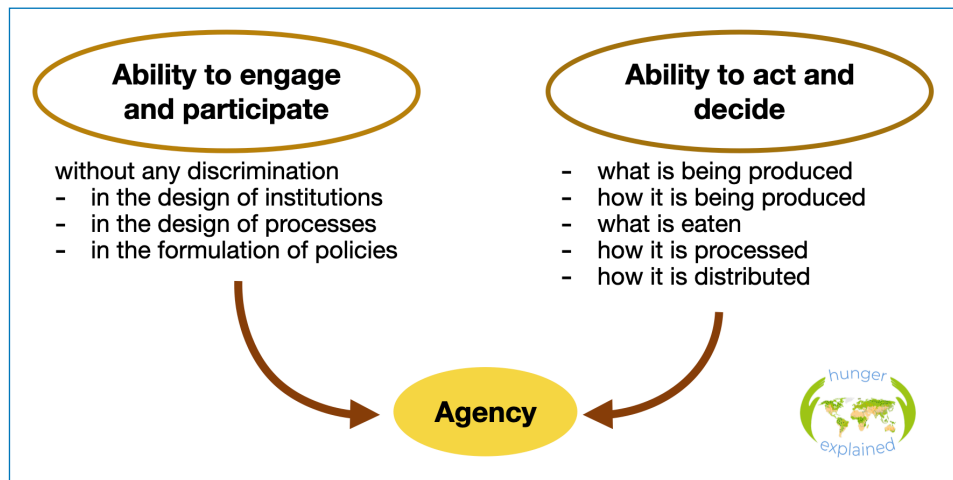 Ability to engage
and participate
without any discrimination
- in the design of institutions
- in the design of processes
- in the formulation of policies
Ability to act and
decide
- what is being produced
- how it is being produced
- what is eaten
- how it is processed
- how it is distributed
Agency
hunger
explained